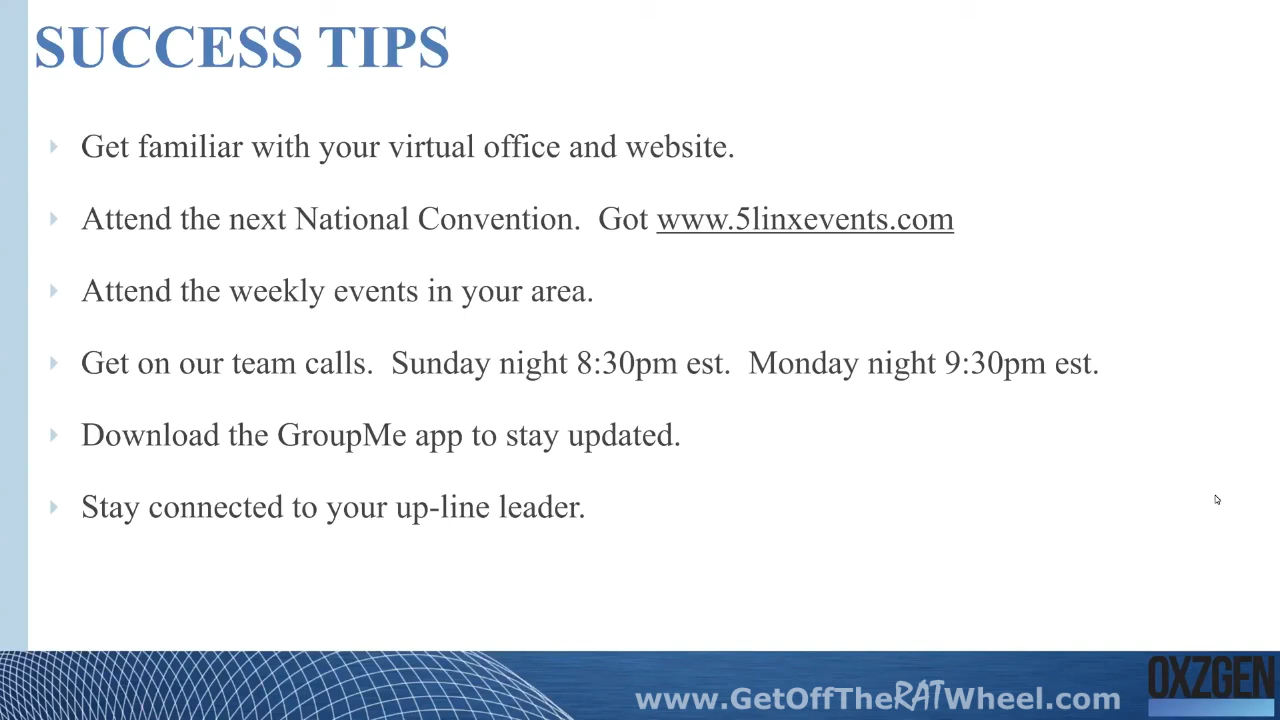 SUCCESS TIPS
Get familiar with your virtual office and website.
Attend the next National Convention.  Got www.5linxevents.com
Attend the weekly events in your area.
Get on our team calls.  Sunday night 8:30pm est.  Monday night 9:30pm est.
Download the GroupMe app to stay updated.
Stay connected to your up-line leader.
www.GetOffTheRATWheel.com
OXZGEN